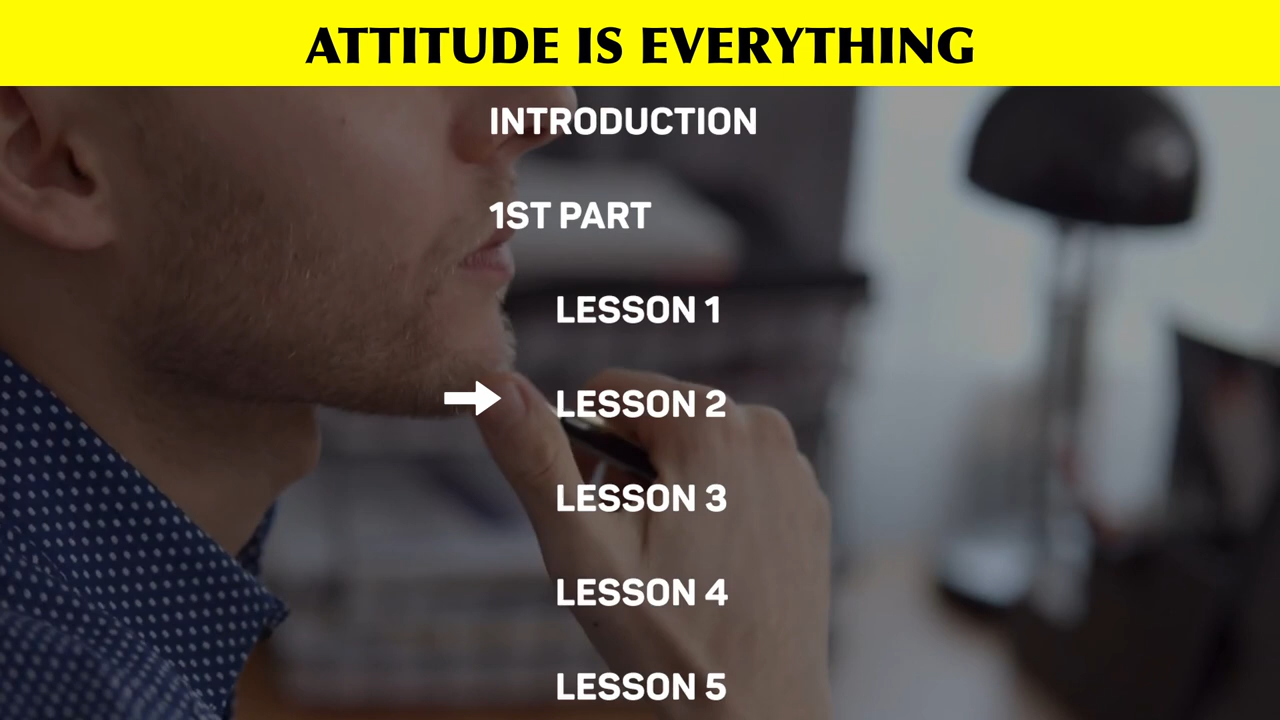 ATTITUDE IS EVERYTHING
INTRODUCTION
1ST PART
LESSON 1
LESSON 2
LESSON 3
LESSON 4
LESSON 5